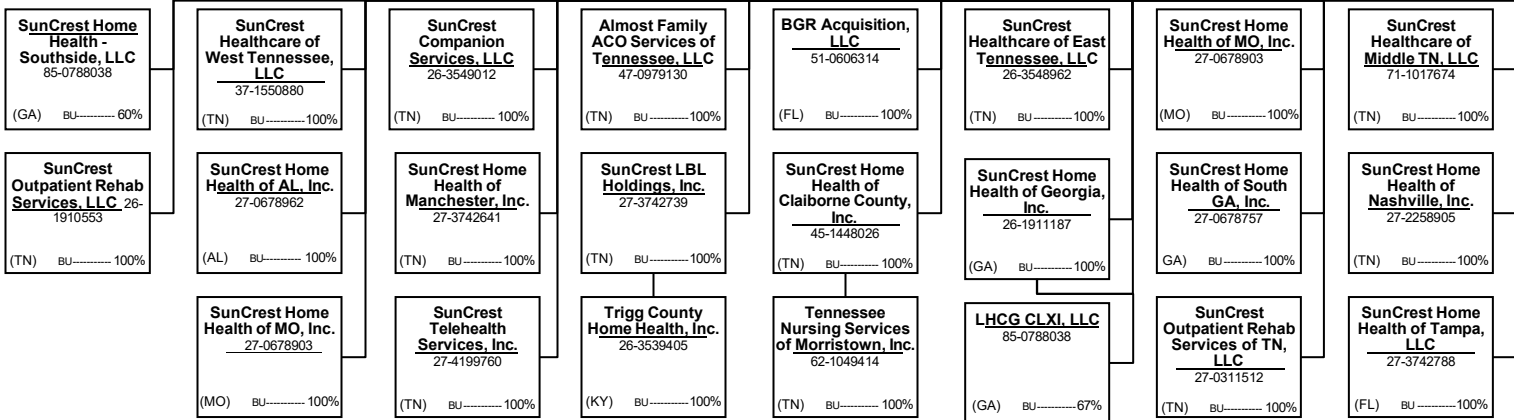 SunCrest Home
Health -
Southside, LLC
85-0788038
(GA) BU----------- 60%
SunCrest
Healthcare of
West Tennessee,
LLC
37-1550880
(TN) BU-----------100%
SunCrest
Companion
Services, LLC
26-3549012
(TN) BU----------- 100%
Almost Family
ACO Services of
Tennessee, LLC
47-0979130
(TN) BU-----------100%
BGR Acquisition,
LLC
51-0606314
(FL) BU----------- 100%
SunCrest
Healthcare of East
Tennessee, LLC
26-3548962
(TN) BU----------- 100%
SunCrest Home
Health of MO, Inc.
27-0678903
(MO) BU-----------100%
SunCrest
Healthcare of
Middle TN, LLC
71-1017674
(TN) BU----------- 100%
SunCrest
Outpatient Rehab
Services, LLC 26-
1910553
(TN) BU----------- 100%
SunCrest Home
Health of AL, Inc.
27-0678962
(AL) BU----------- 100%
SunCrest Home
Health of
Manchester, Inc.
27-3742641
(TN) BU----------- 100%
SunCrest LBL
Holdings, Inc.
27-3742739
(TN) BU-----------100%
SunCrest Home
Health of
Claiborne County,
Inc.
45-1448026
(TN) BU----------- 100%
SunCrest Home
Health of Georgia,
Inc.
26-1911187
(GA) BU----------- 100%
SunCrest Home
Health of South
GA, Inc.
27-0678757
GA) BU----------- 100%
SunCrest Home
Health of
Nashville, Inc.
27-2258905
(TN) BU-----------100%
SunCrest Home
Health of MO, Inc.
27-0678903
(MO) BU----------- 100%
SunCrest
Telehealth
Services, Inc.
27-4199760
(TN) BU----------- 100%
Trigg County
Home Health, Inc.
26-3539405
(KY) BU-----------100%
Tennessee
Nursing Services
of Morristown, Inc.
62-1049414
(TN) BU----------- 100%
LHCG CLXI, LLC
85-0788038
(GA) BU-----------67%
SunCrest
Outpatient Rehab
Services of TN,
LLC
27-0311512
(TN) BU----------- 100%
SunCrest Home
Health of Tampa,
LLC
27-3742788
(FL) BU----------- 100%